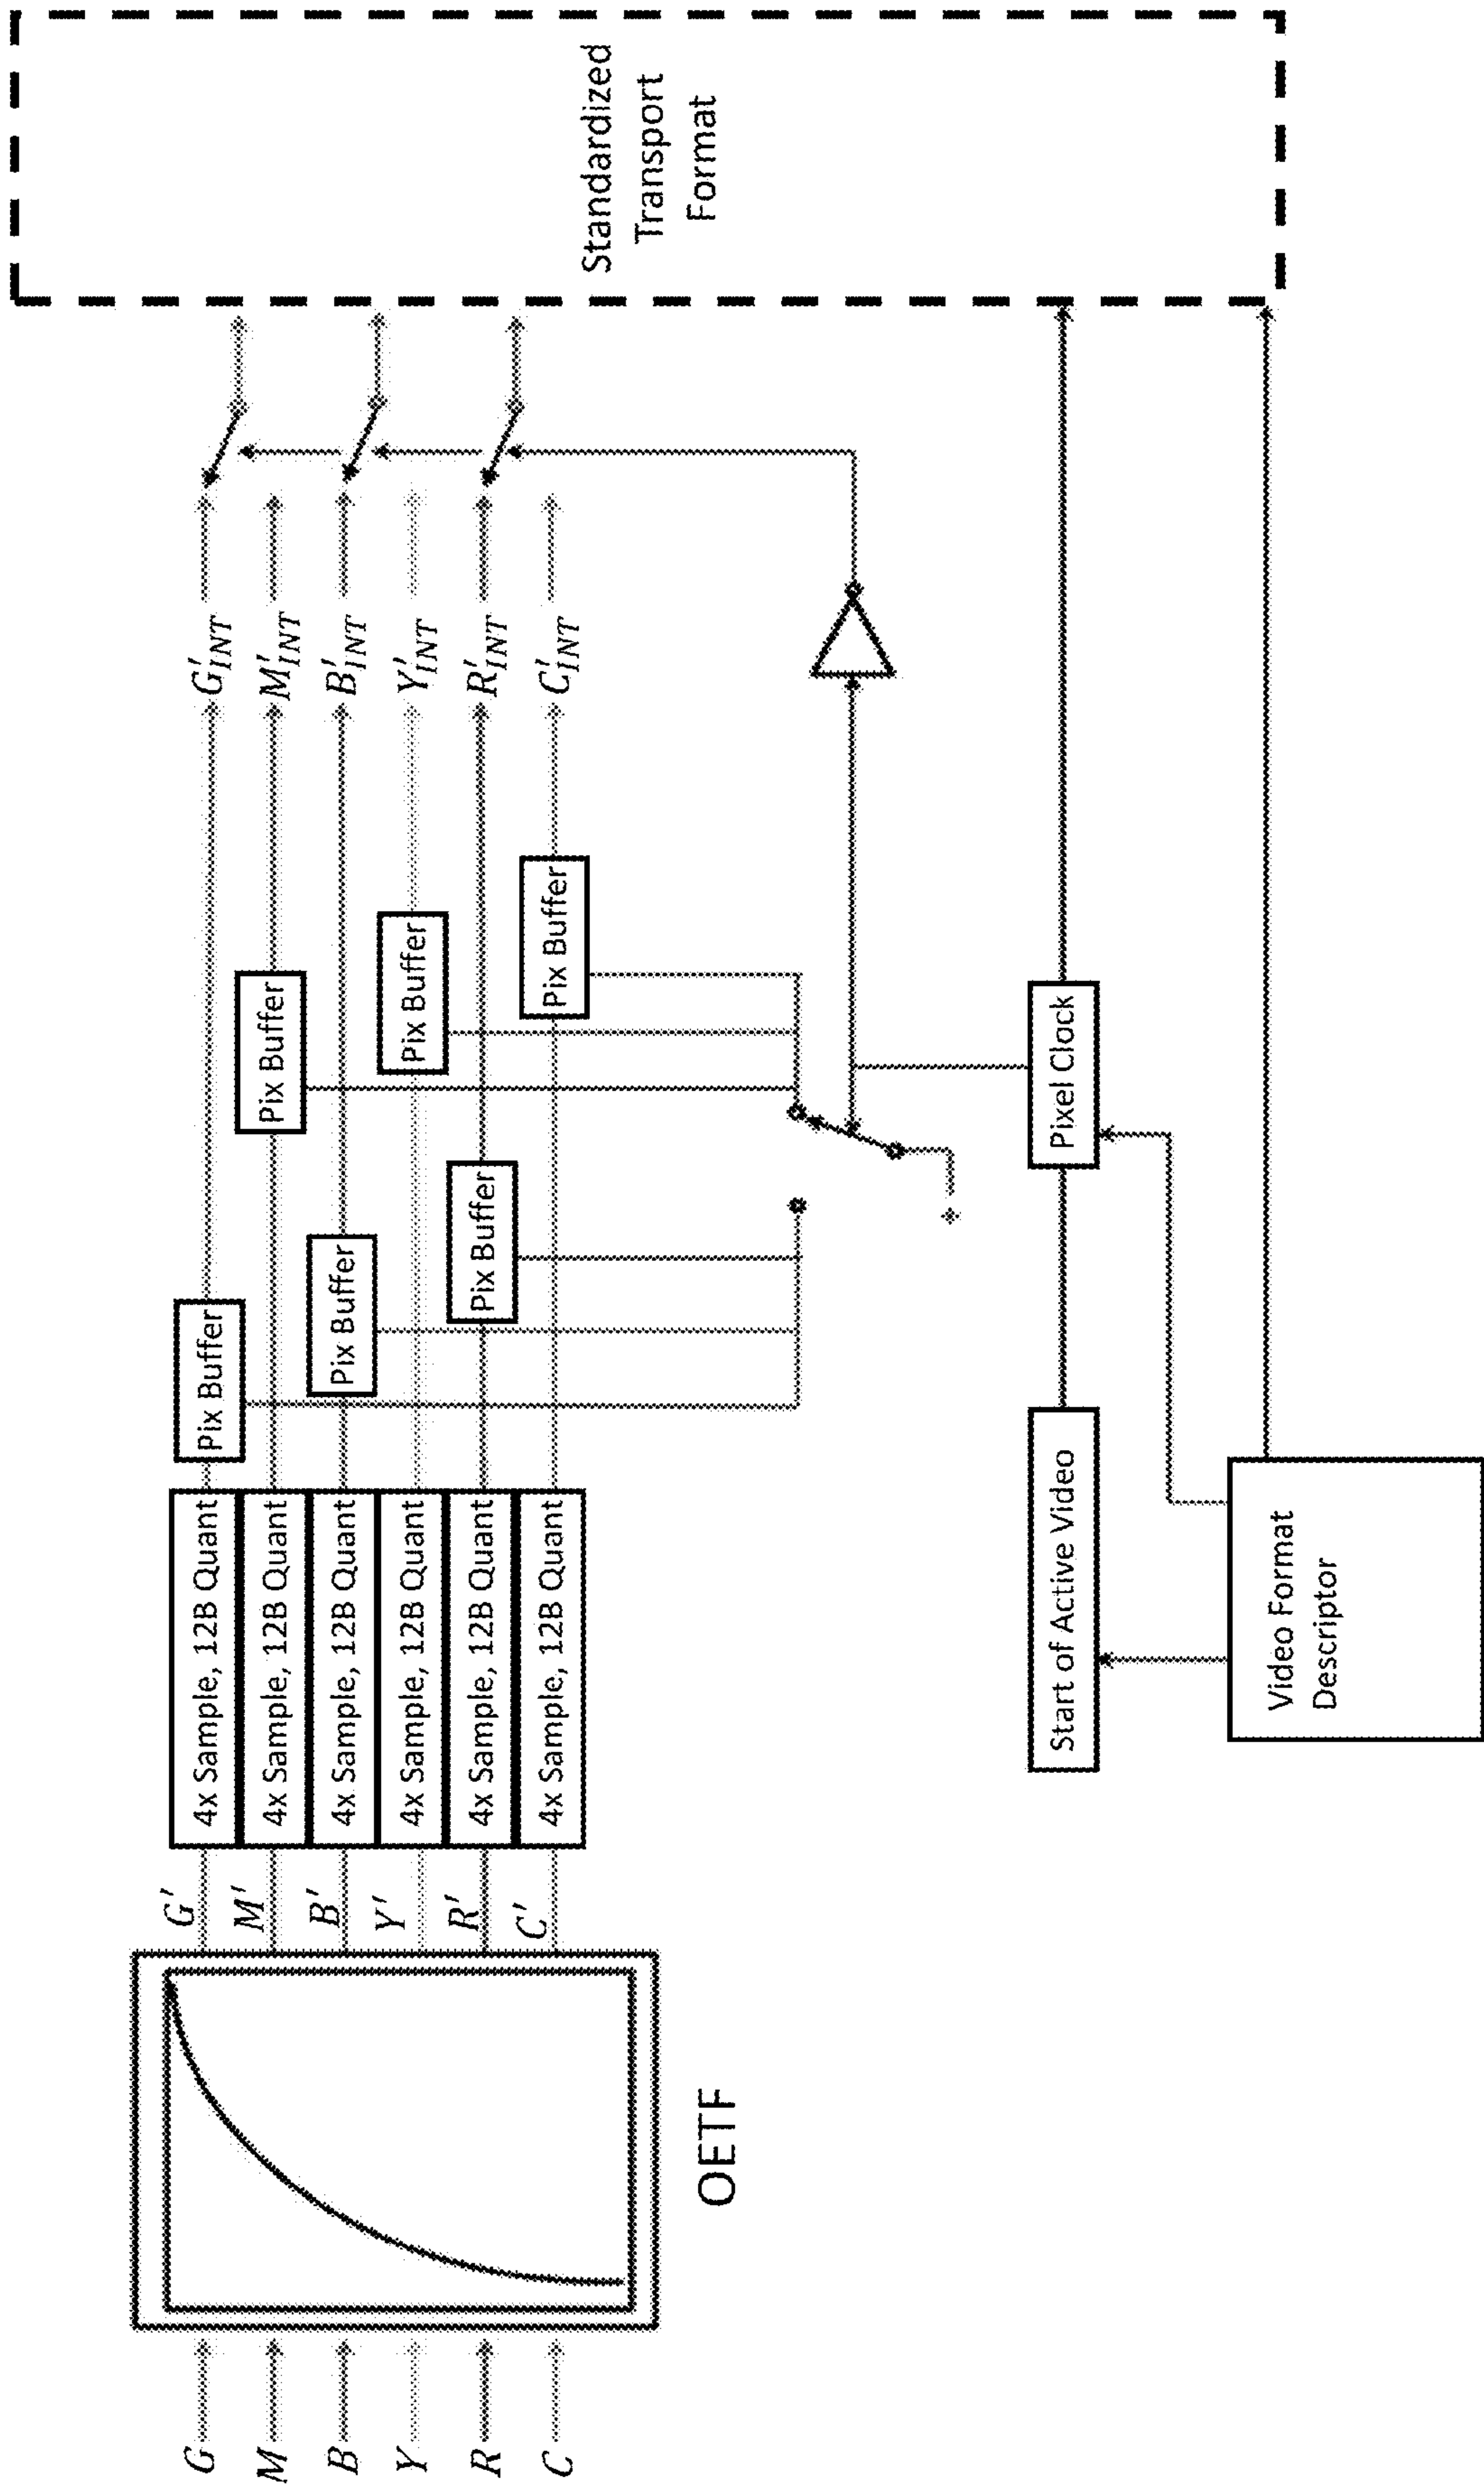 G
M
B
Y
R
C
OETF
G'
M'
B'
Y'
R'
C'
4x Sample, 12B Quant
4x Sample, 12B Quant
4x Sample, 12B Quant
4x Sample, 12B Quant
4x Sample, 12B Quant
4x Sample, 12B Quant
Pix Buffer
Pix Buffer
Pix Buffer
Pix Buffer
Pix Buffer
Pix Buffer
G'INT
M'INT
B'INT
Y'INT
R'INT
C'INT
Standardized
Transport
Format
Start of Active Video
Pixel Clock
Video Format
Descriptor